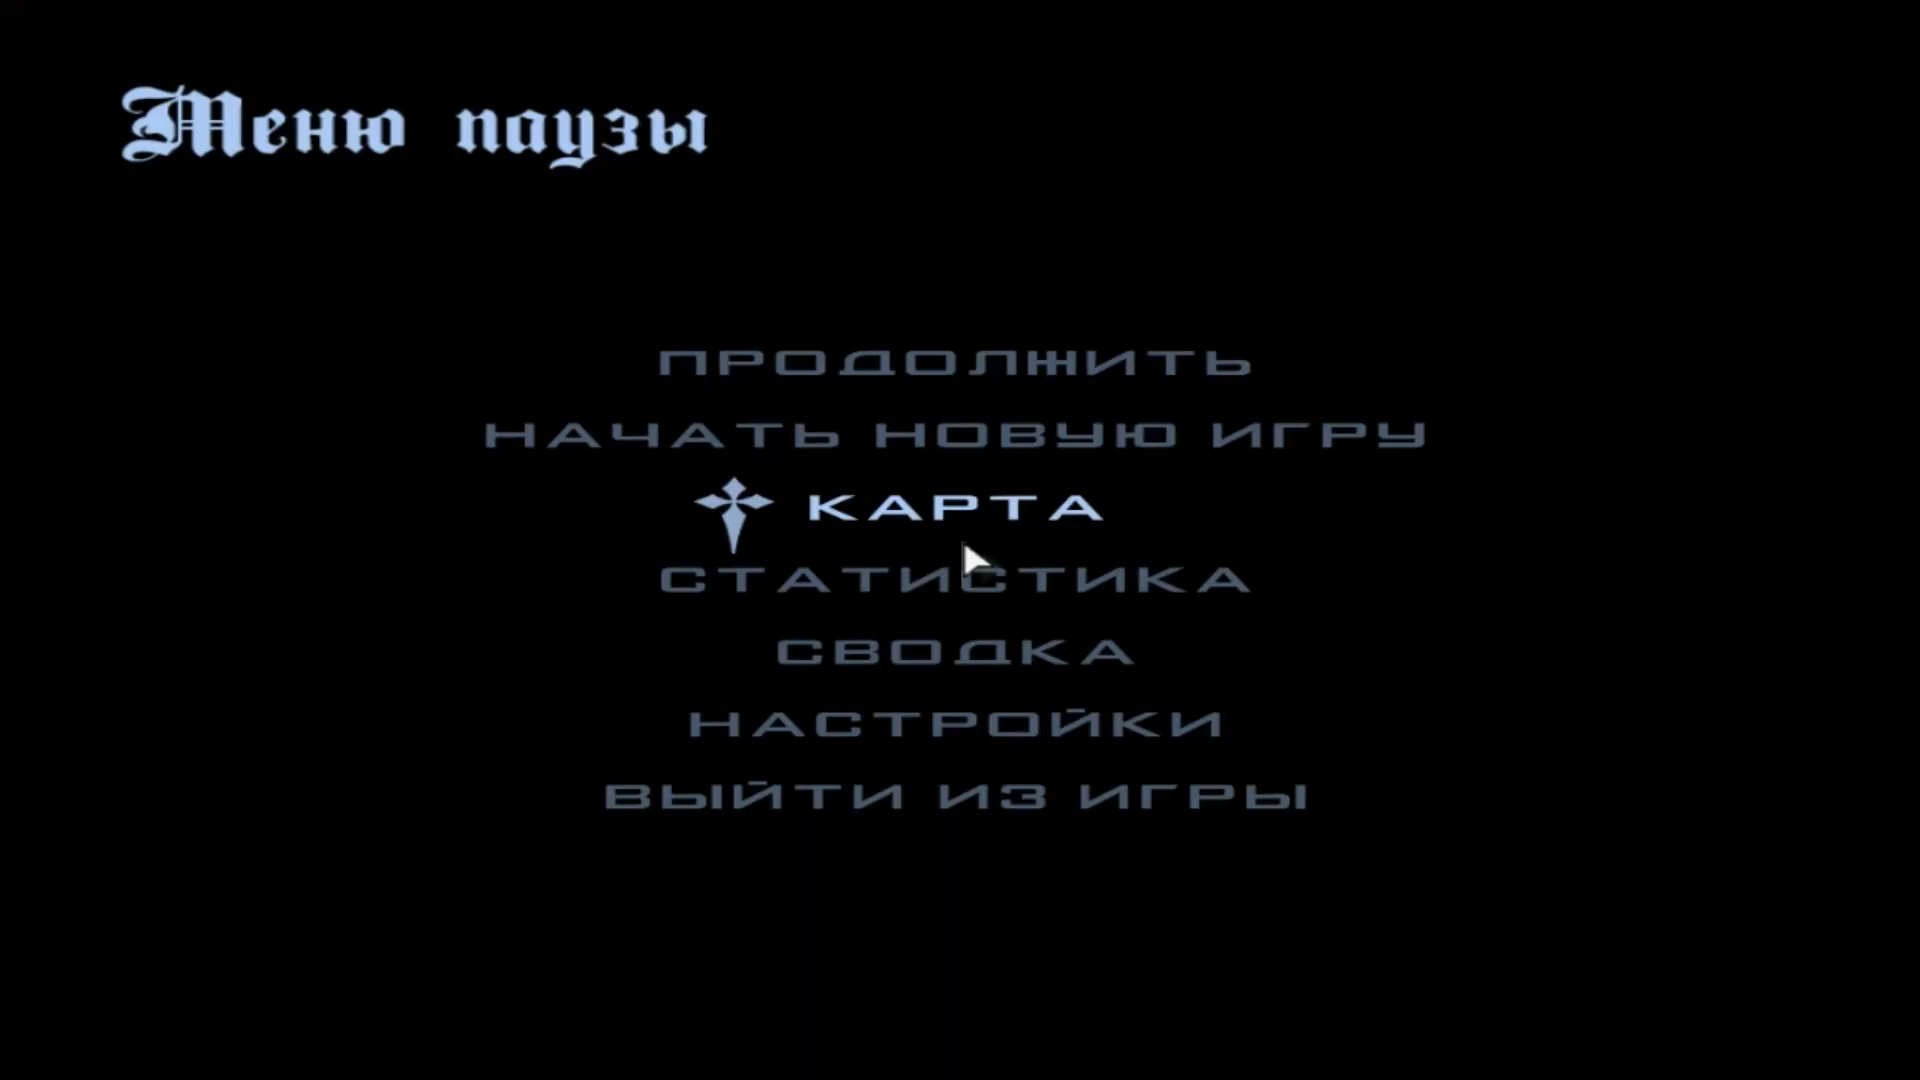 Меню паузы
ПРОДОЛЖИТЬ
НАЧАТЬ НОВУЮ ИГРУ
КАРТА
СТАТИСТИКА
СВОДКА
НАСТРОЙКИ
ВЫЙТИ ИЗ ИГРЫ